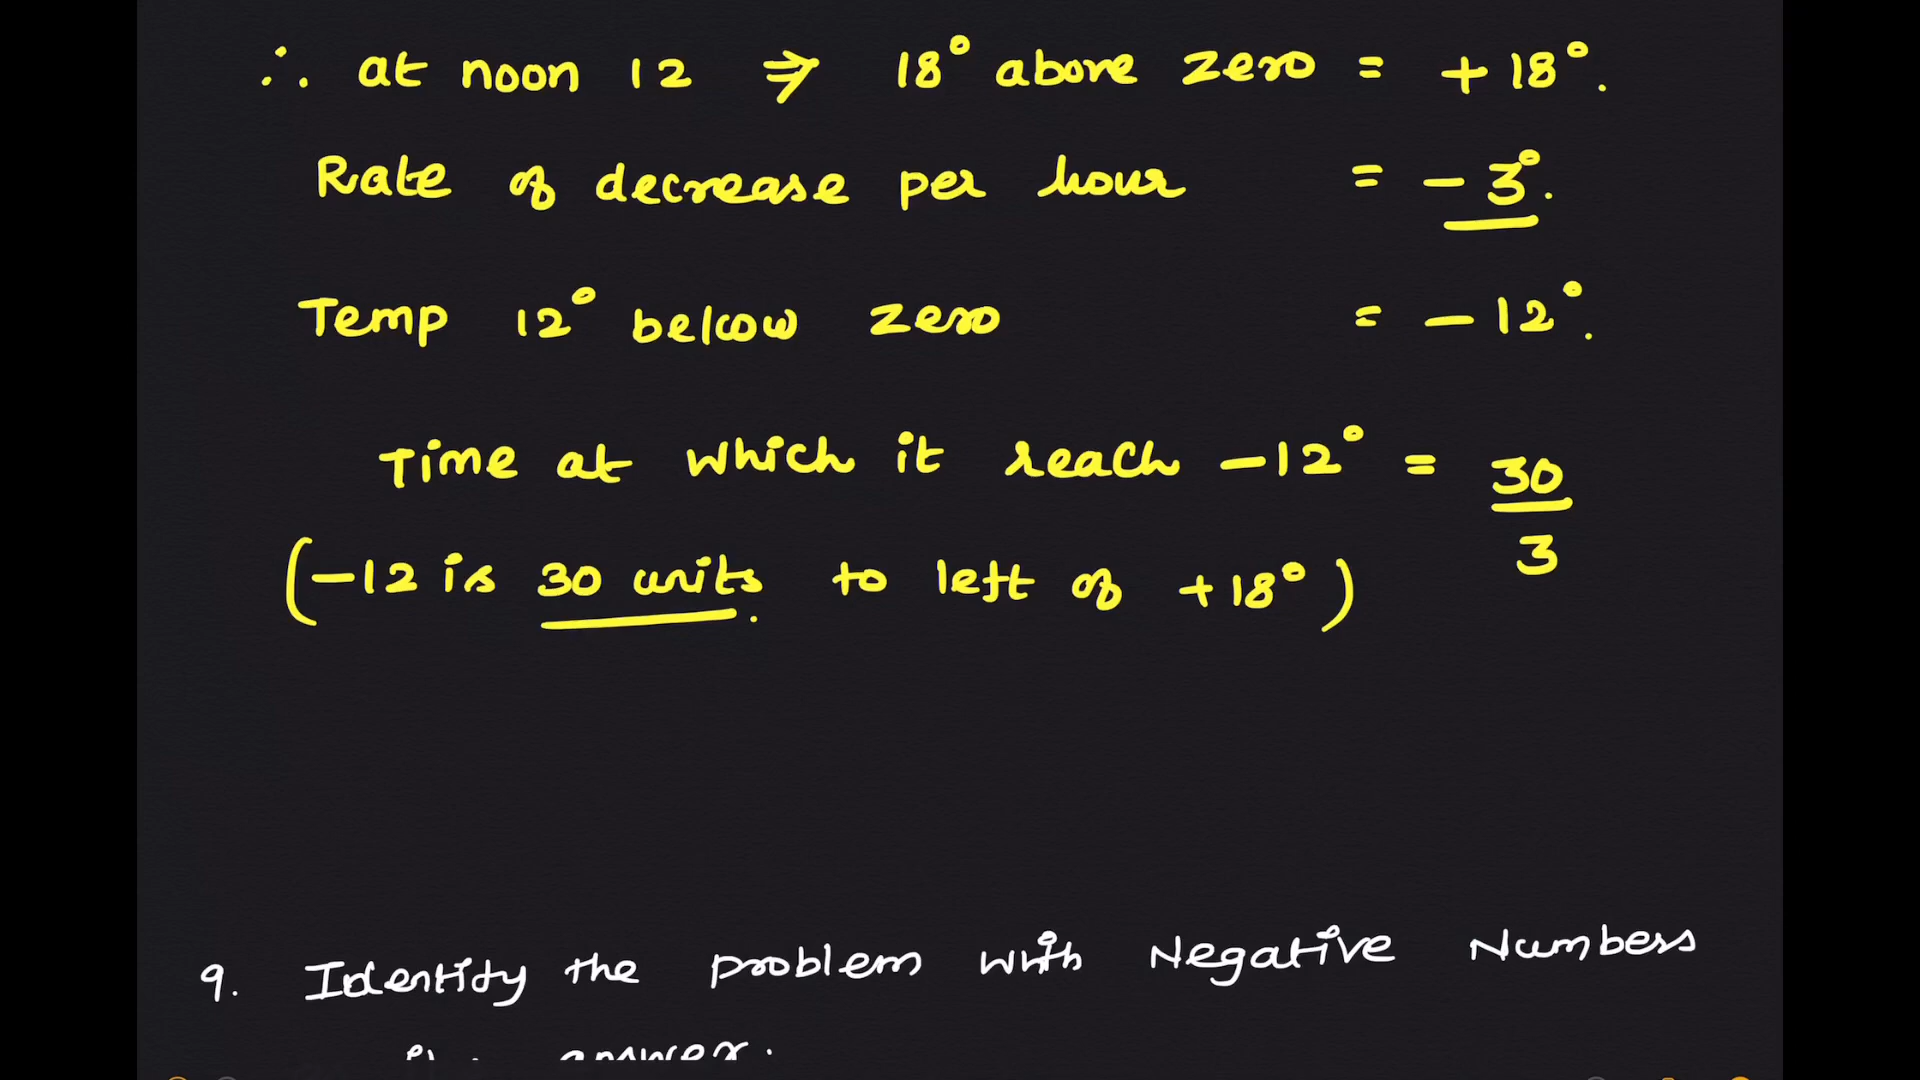 ∴ at noon 12 ⇒ 18° above zero = +18°.
Rate of decrease per hour = -3°.
Temp 12° below zero = -12°.
Time at which it reach -12° = 30/3
(-12 is 30 units to left of +18°)
9. Identity the problem with Negative Numbers
answer.